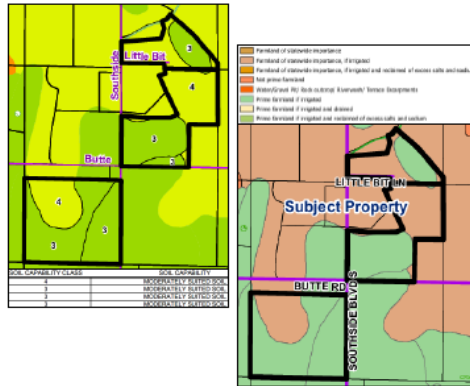 3
Little Bit
Southside
4
3
Butte
3
4
3
3
SOIL CAPABILITY CLASS SOIL CAPABILITY
4 MODERATELY SUITED SOIL
3 MODERATELY SUITED SOIL
3 MODERATELY SUITED SOIL
3 MODERATELY SUITED SOIL
Farmland of statewide importance
Farmland of statewide importance, if irrigated
Farmland of statewide importance, if irrigated and reclaimed of excess salts and sodium
Not prime farmland
Prime farmland if irrigated
Prime farmland if irrigated and drained
Prime farmland if irrigated and reclaimed of excess salts and sodium
LITTLE BIT LN
Subject Property
BUTTE RD
SOUTHSIDE BLVD S